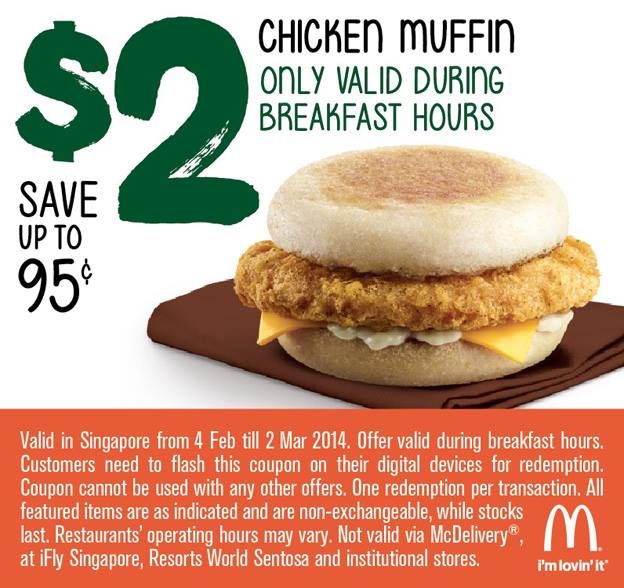 $2
CHICKEN MUFFIN
ONLY VALID DURING
BREAKFAST HOURS
SAVE
UP TO
95¢
Valid in Singapore from 4 Feb till 2 Mar 2014. Offer valid during breakfast hours.
Customers need to flash this coupon on their digital devices for redemption.
Coupon cannot be used with any other offers. One redemption per transaction. All
featured items are as indicated and are non-exchangeable, while stocks
last. Restaurants' operating hours may vary. Not valid via McDelivery®,
at iFly Singapore, Resorts World Sentosa and institutional stores.
i'm lovin' it®